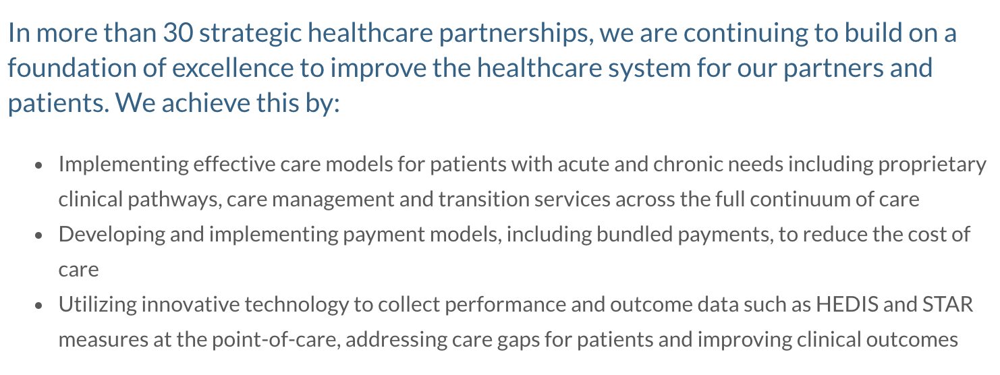 In more than 30 strategic healthcare partnerships, we are continuing to build on a
foundation of excellence to improve the healthcare system for our partners and
patients. We achieve this by:
• Implementing effective care models for patients with acute and chronic needs including proprietary
clinical pathways, care management and transition services across the full continuum of care
• Developing and implementing payment models, including bundled payments, to reduce the cost of
care
• Utilizing innovative technology to collect performance and outcome data such as HEDIS and STAR
measures at the point-of-care, addressing care gaps for patients and improving clinical outcomes